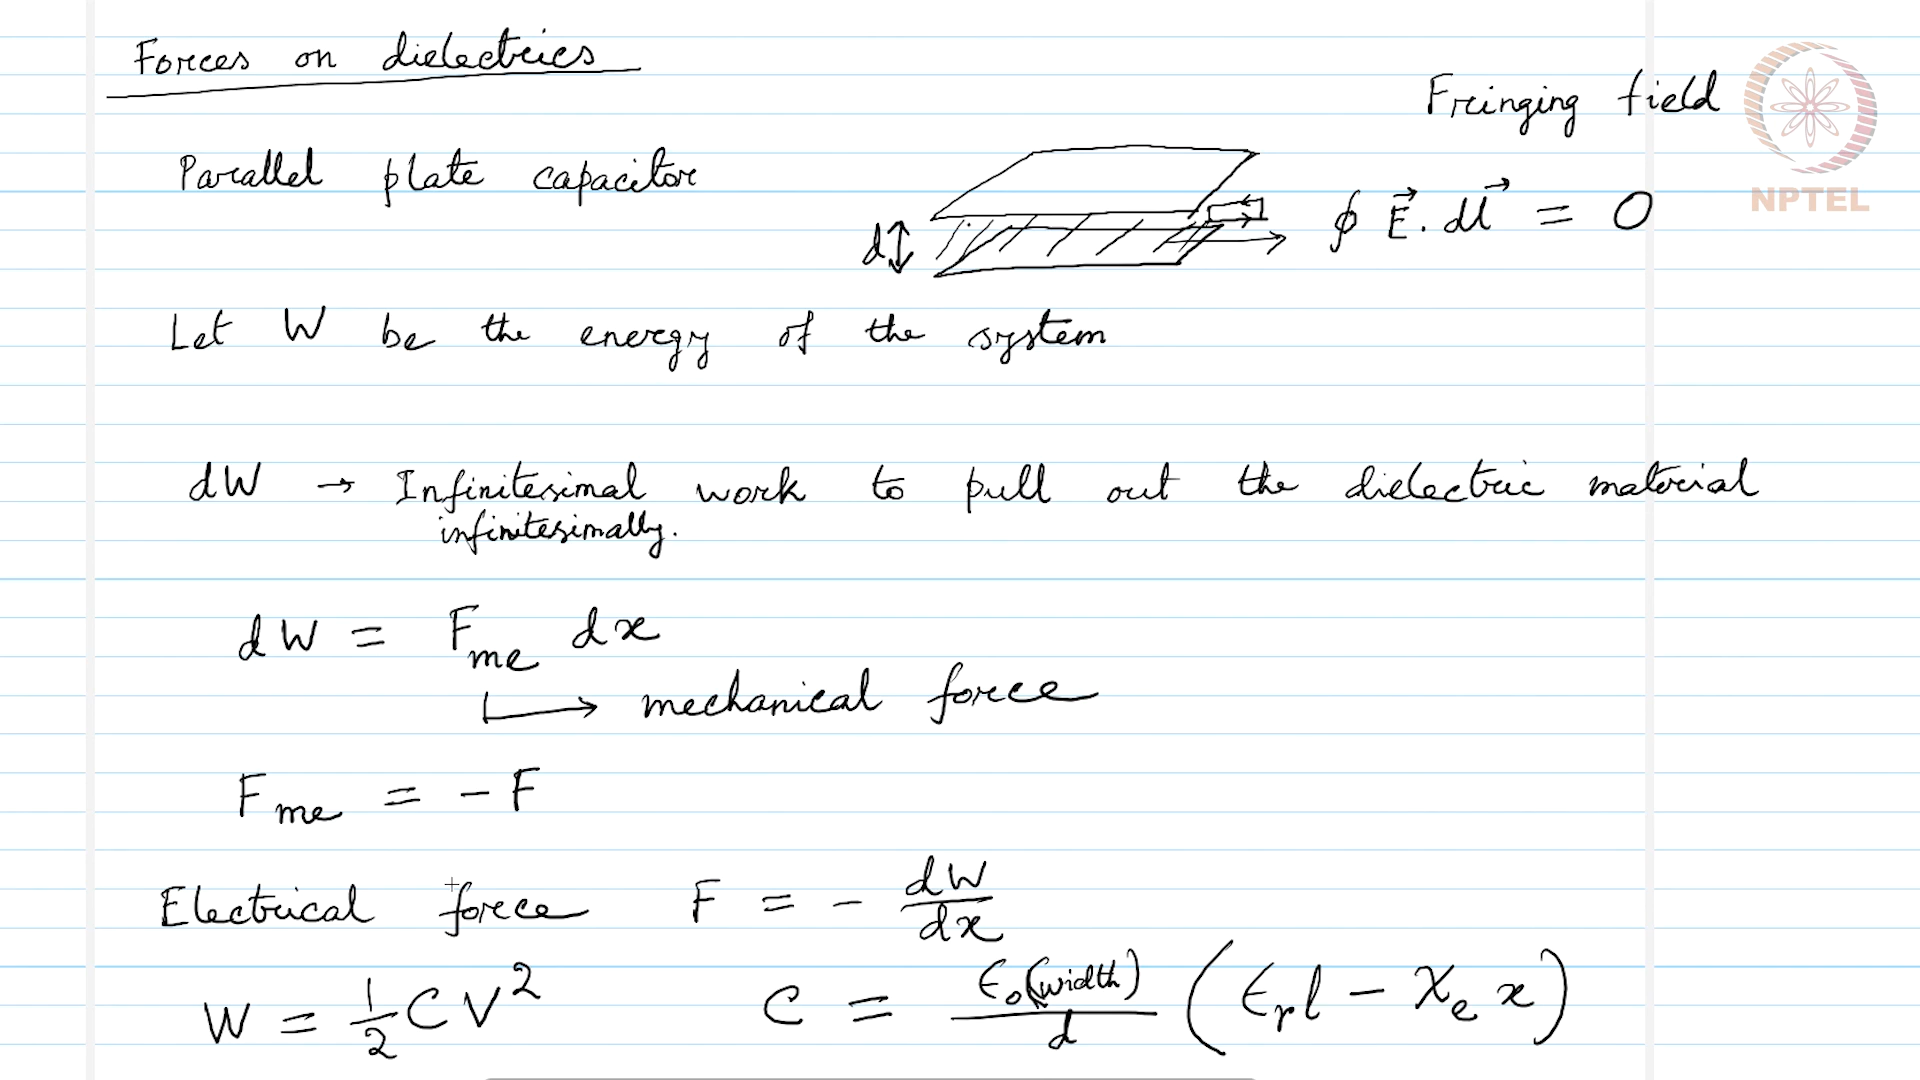 Forces on dielectrics
Fringing field
NPTEL
Parallel plate capacitor
d
∮ E⃗ . dl⃗ = 0
Let W be the energy of the system
dW → Infinitesimal work to pull out the dielectric material
infinitesimally.
dW = F_me dx
mechanical force
F_me = - F
Electrical force F = - dW/dx
W = 1/2 C V² C = ε₀(width)/d (ε_r l - χ_e x)